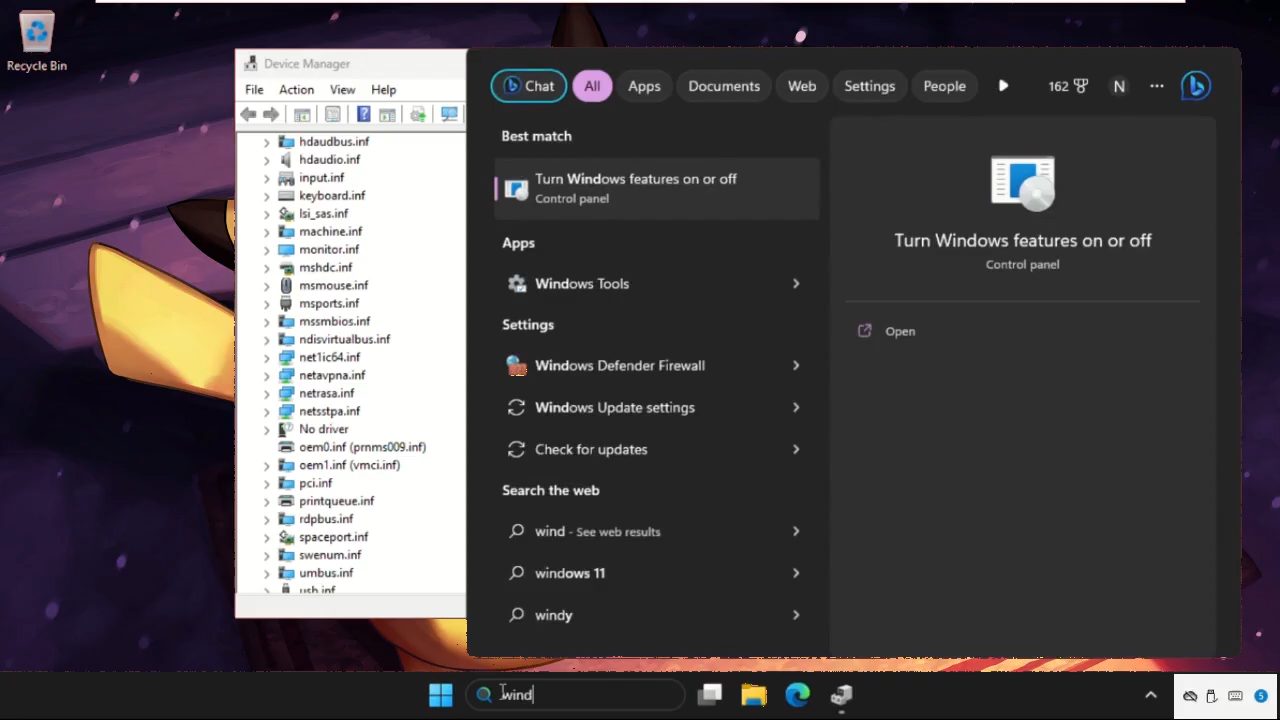 Recycle Bin
Device Manager
File Action View Help
hdaudbus.inf
hdaudio.inf
input.inf
keyboard.inf
lsi_sas.inf
machine.inf
monitor.inf
mshdc.inf
msmouse.inf
msports.inf
mssmbios.inf
ndisvirtualbus.inf
net1ic64.inf
netavpna.inf
netrasa.inf
netsstpa.inf
No driver
oem0.inf (prnms009.inf)
oem1.inf (vmci.inf)
pci.inf
printqueue.inf
rdpbus.inf
spaceport.inf
swenum.inf
umbus.inf
usb.inf
Chat All Apps Documents Web Settings People 162 N
Best match
Turn Windows features on or off
Control panel
Apps
Windows Tools
Settings
Windows Defender Firewall
Windows Update settings
Check for updates
Search the web
wind - See web results
windows 11
windy
Turn Windows features on or off
Control panel
Open
wind
5